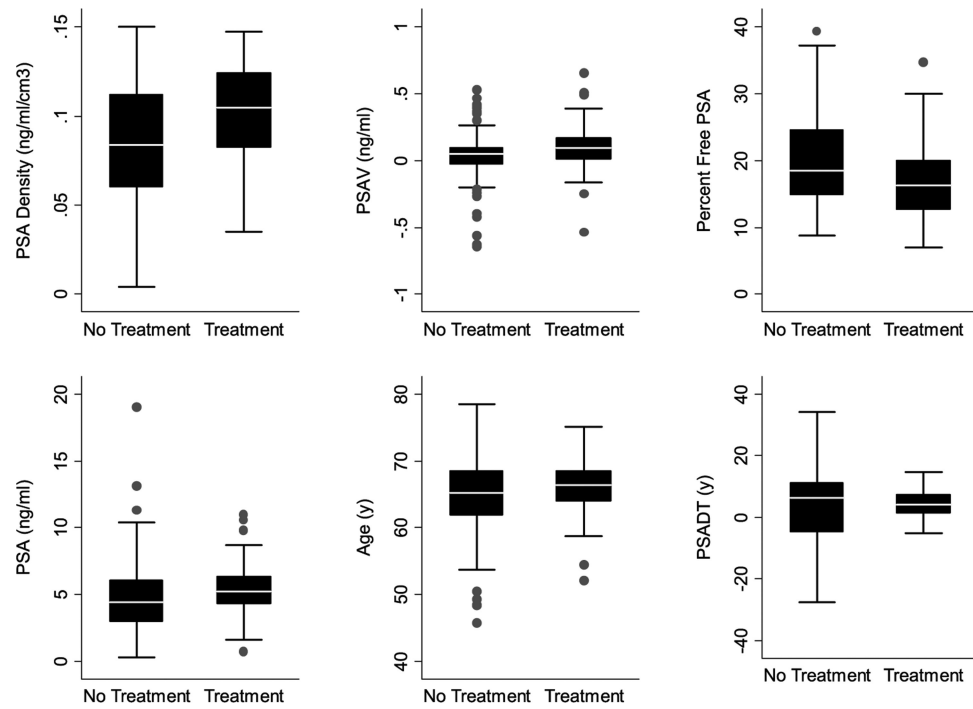 PSA Density (ng/ml/cm3)
.15
.1
.05
0
No Treatment
Treatment
PSAV (ng/ml)
1
.5
0
-.5
-1
No Treatment
Treatment
Percent Free PSA
40
30
20
10
0
No Treatment
Treatment
PSA (ng/ml)
20
15
10
5
0
No Treatment
Treatment
Age (y)
80
70
60
50
40
No Treatment
Treatment
PSADT (y)
40
20
0
-20
-40
No Treatment
Treatment